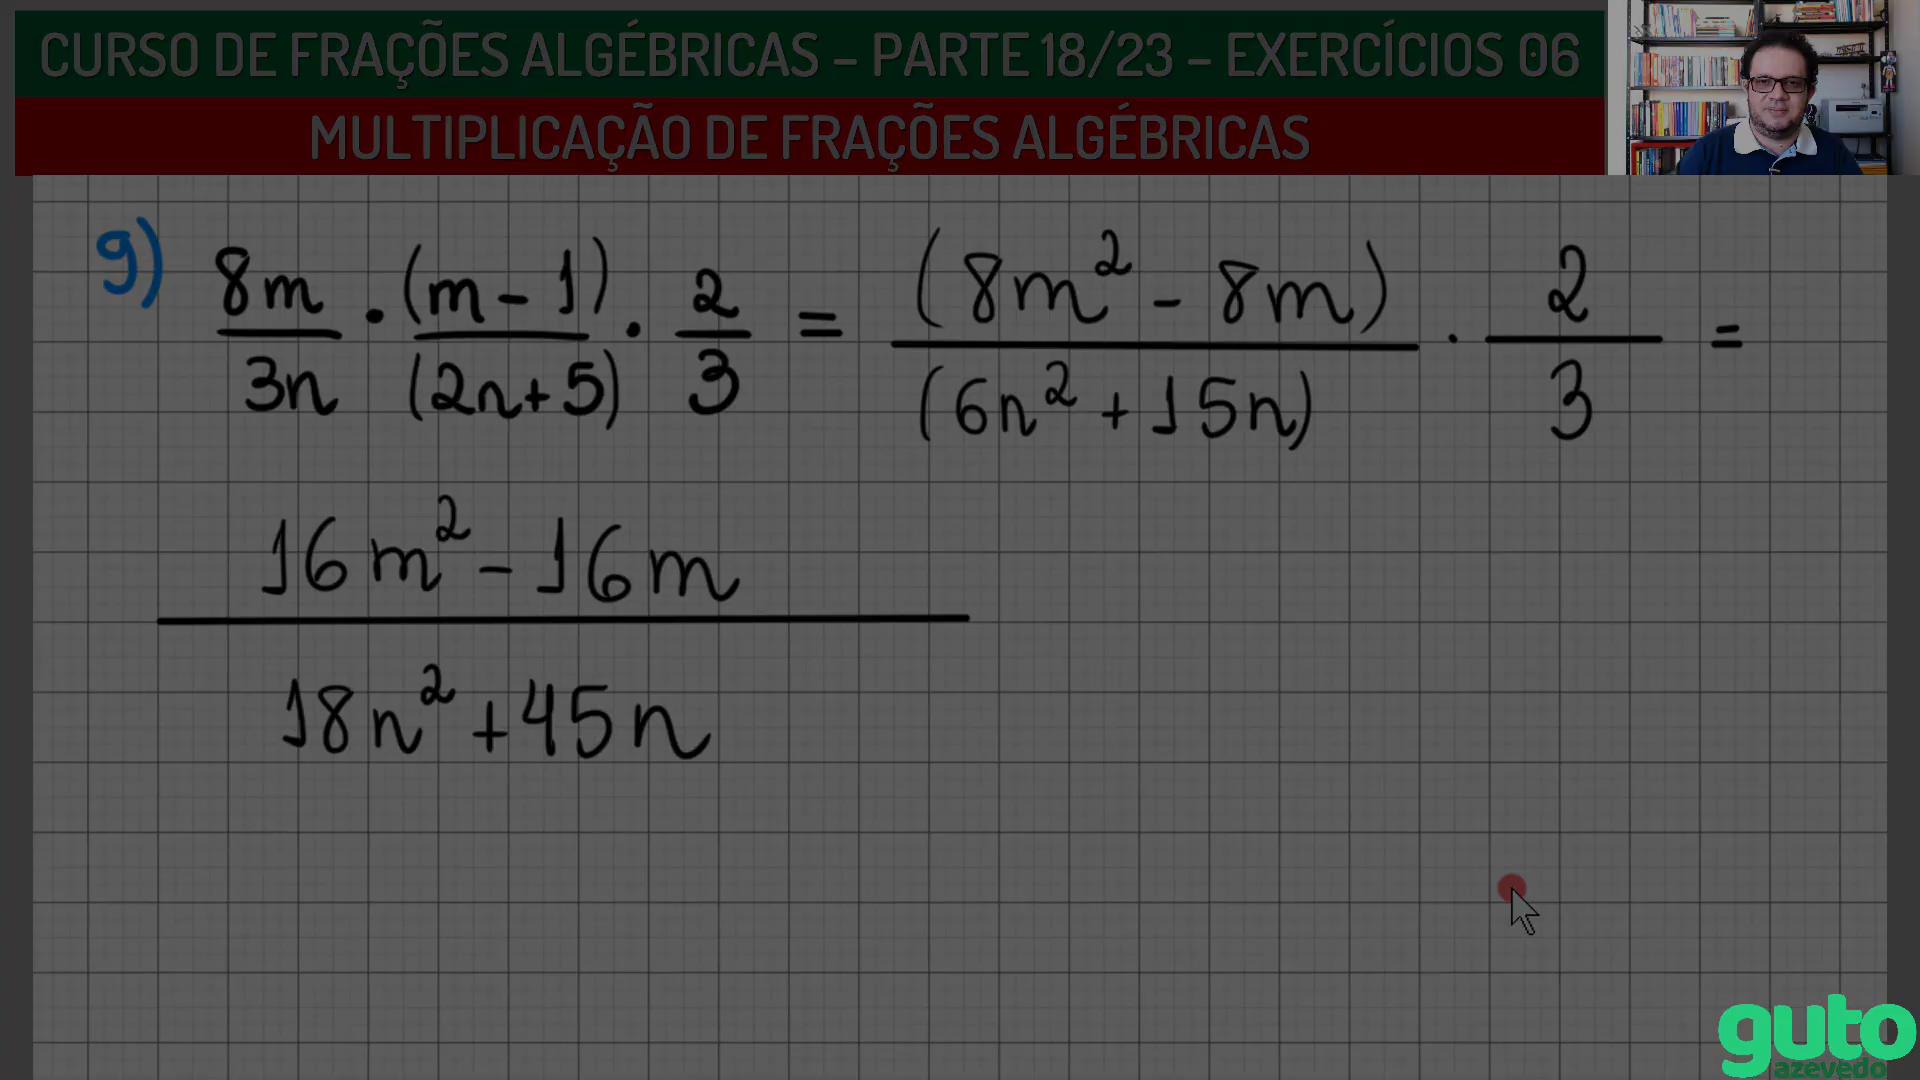 CURSO DE FRAÇÕES ALGÉBRICAS – PARTE 18/23 – EXERCÍCIOS 06
MULTIPLICAÇÃO DE FRAÇÕES ALGÉBRICAS
g) 8m/3n · (m - 1)/(2n + 5) · 2/3 = (8m² - 8m)/(6n² + 15n) · 2/3 =
16m² - 16m
18n² + 45n
guto
azevedo